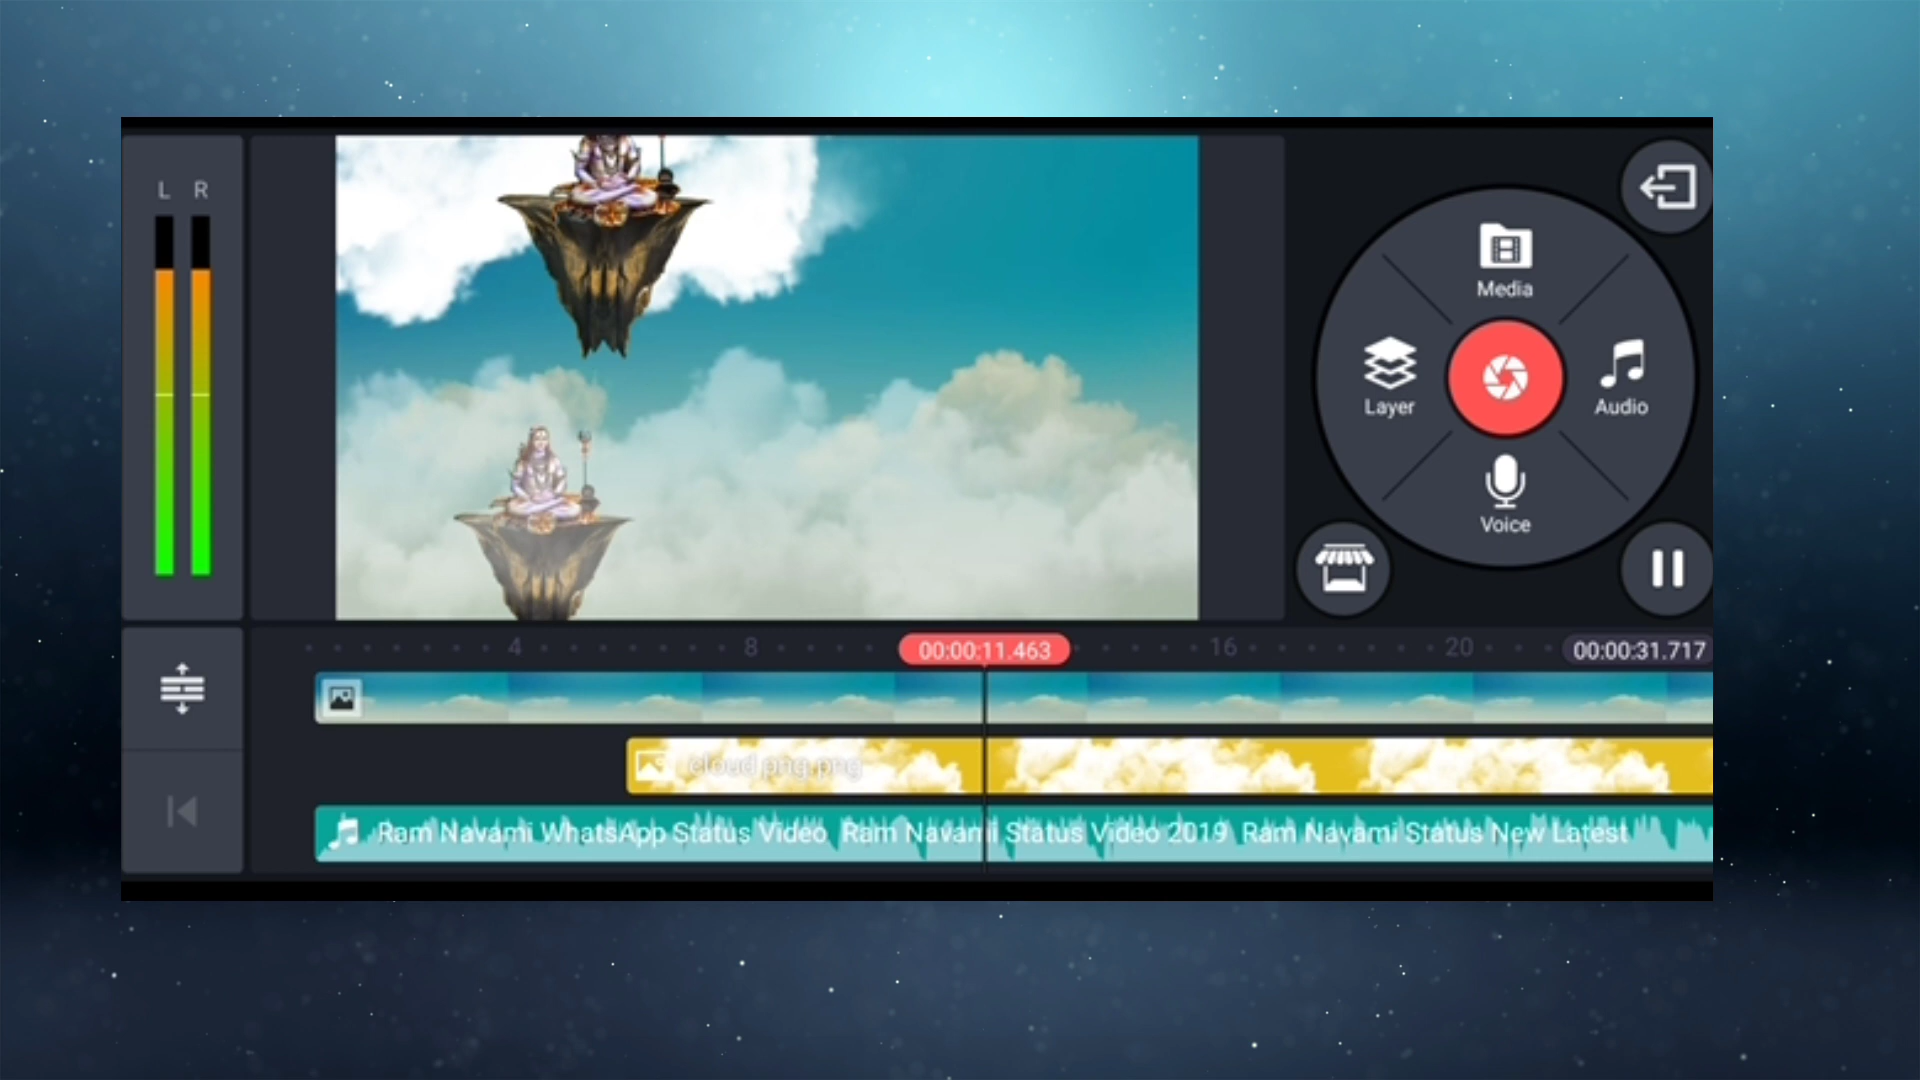 L R
Media
Layer
Audio
Voice
4 8 00:00:11.463 16 20 00:00:31.717
cloud png.png
Ram Navami WhatsApp Status Video Ram Navami Status Video 2019 Ram Navami Status New Latest